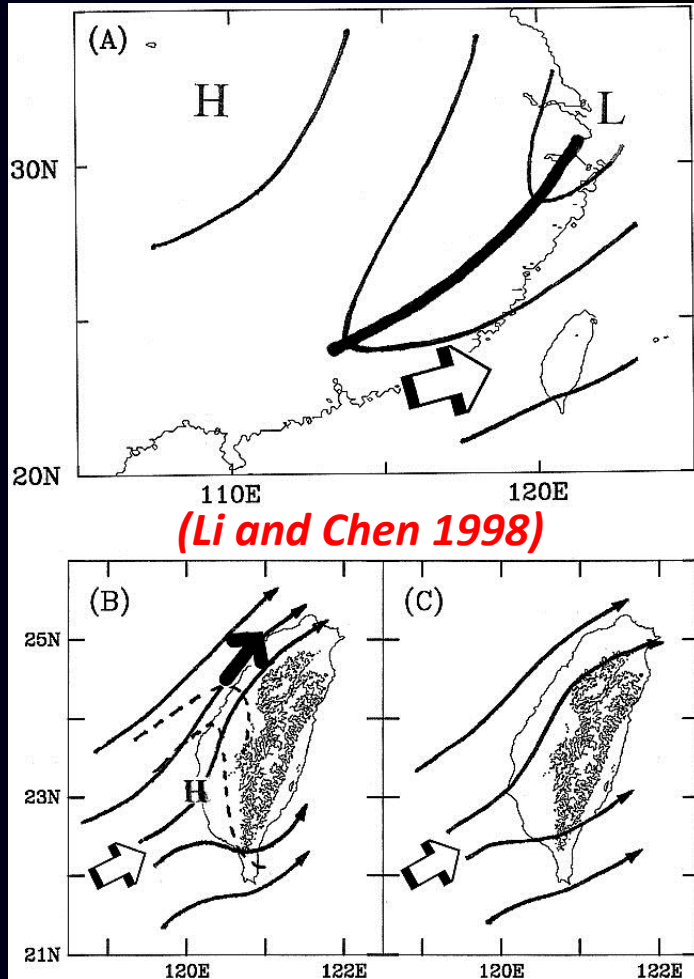 (A)
H
L
30N
20N
110E
120E
(Li and Chen 1998)
(B)
(C)
25N
23N
H
21N
120E
122E
120E
122E